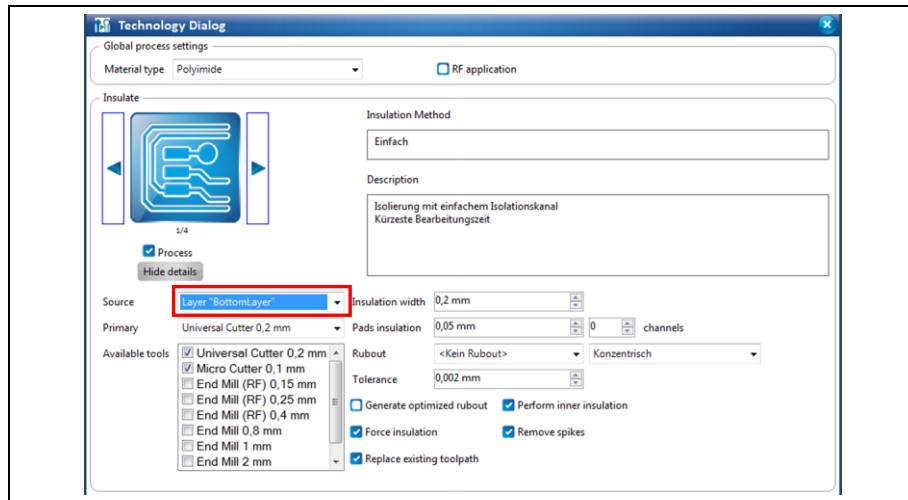 Technology Dialog
Global process settings
Material type Polyimide RF application
Insulate
Insulation Method
Einfach
Description
Isolierung mit einfachem Isolationskanal
Kürzeste Bearbeitungszeit
1/4
Process
Hide details
Source Layer "BottomLayer" Insulation width 0,2 mm
Primary Universal Cutter 0,2 mm Pads insulation 0,05 mm 0 channels
Available tools Universal Cutter 0,2 mm Rubout <Kein Rubout> Konzentrisch
Micro Cutter 0,1 mm
End Mill (RF) 0,15 mm Tolerance 0,002 mm
End Mill (RF) 0,25 mm
End Mill (RF) 0,4 mm Generate optimized rubout Perform inner insulation
End Mill 0,8 mm Force insulation Remove spikes
End Mill 1 mm
End Mill 2 mm Replace existing toolpath